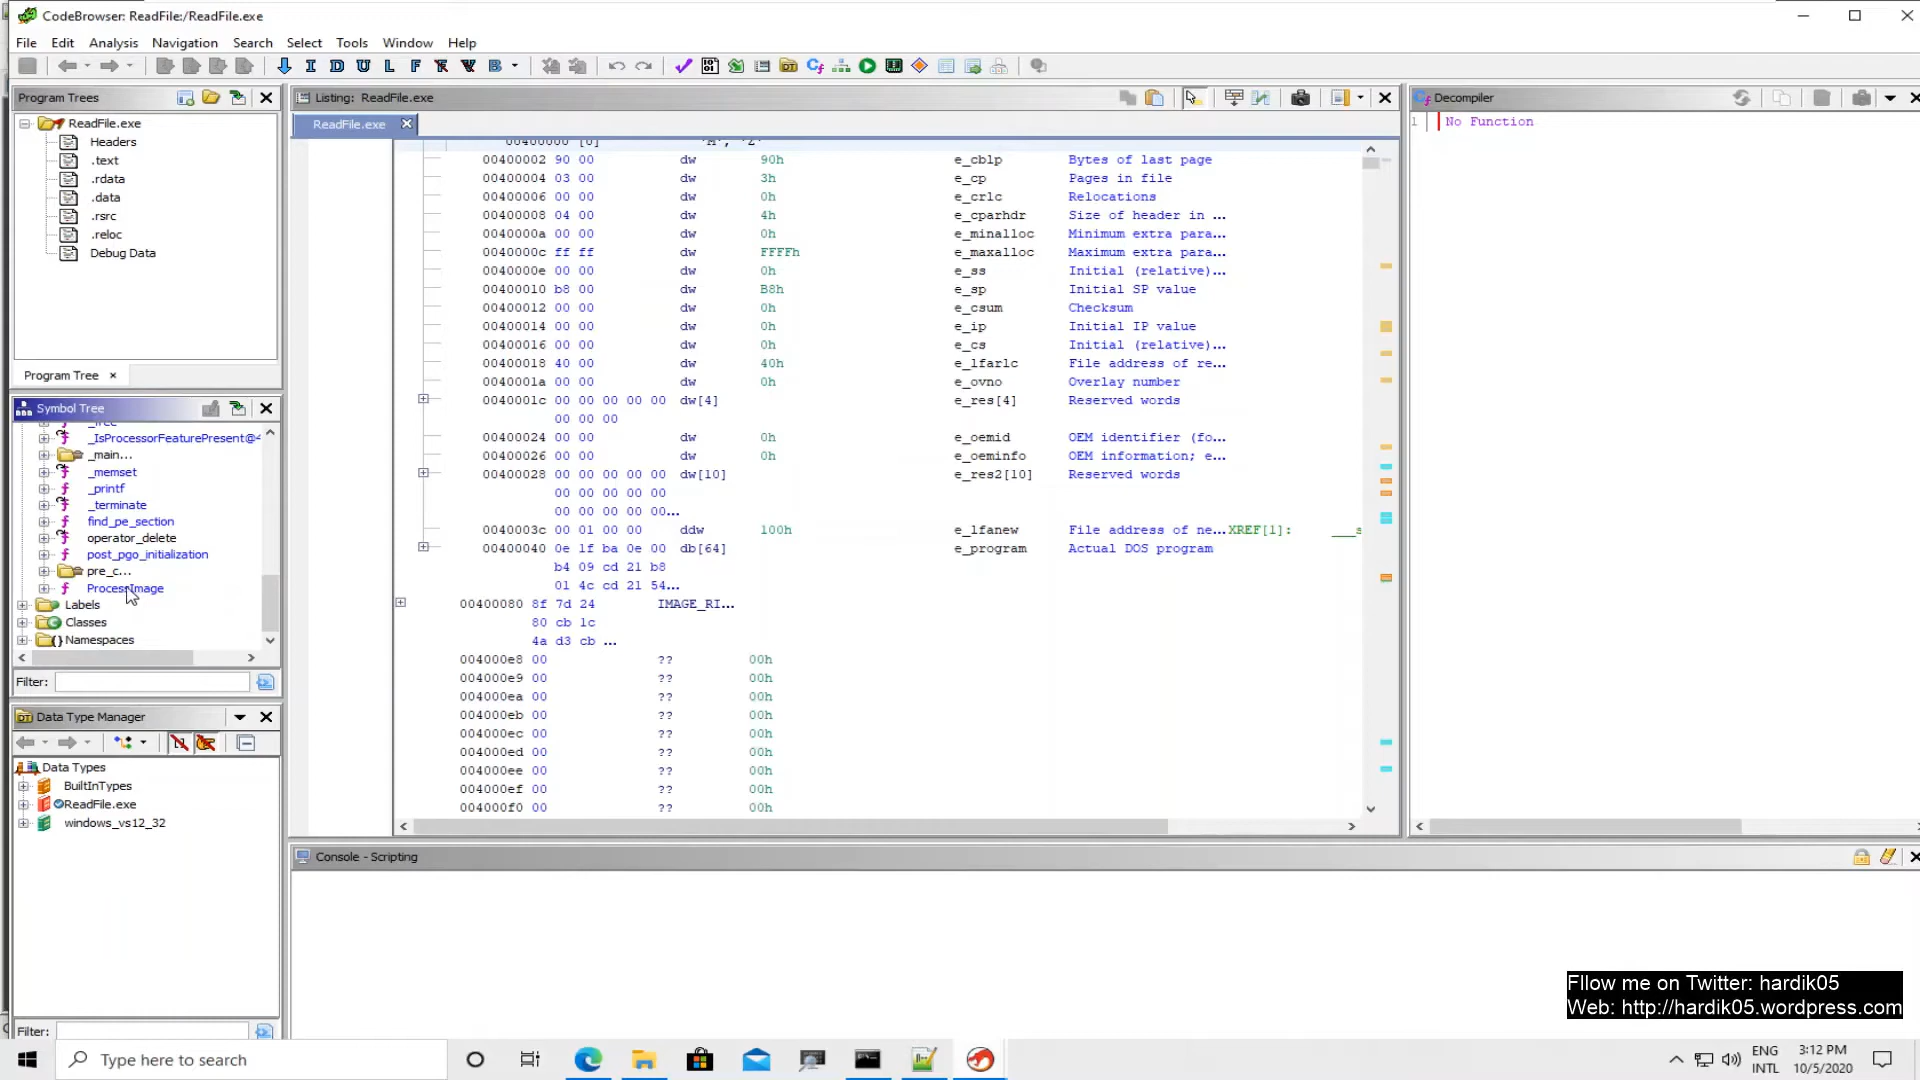 CodeBrowser: ReadFile:/ReadFile.exe
File Edit Analysis Navigation Search Select Tools Window Help
I D U L F V B
Program Trees
ReadFile.exe
Headers
.text
.rdata
.data
.rsrc
.reloc
Debug Data
Program Tree ×
Symbol Tree
_IsProcessorFeaturePresent@4
_main...
_memset
_printf
_terminate
find_pe_section
operator_delete
post_pgo_initialization
pre_c...
ProcessImage
Labels
Classes
Namespaces
Filter:
Data Type Manager
Data Types
BuiltInTypes
ReadFile.exe
windows_vs12_32
Filter:
Listing: ReadFile.exe
ReadFile.exe
00400000 [0] 'M', 'Z'
00400002 90 00 dw 90h e_cblp Bytes of last page
00400004 03 00 dw 3h e_cp Pages in file
00400006 00 00 dw 0h e_crlc Relocations
00400008 04 00 dw 4h e_cparhdr Size of header in ...
0040000a 00 00 dw 0h e_minalloc Minimum extra para...
0040000c ff ff dw FFFFh e_maxalloc Maximum extra para...
0040000e 00 00 dw 0h e_ss Initial (relative)...
00400010 b8 00 dw B8h e_sp Initial SP value
00400012 00 00 dw 0h e_csum Checksum
00400014 00 00 dw 0h e_ip Initial IP value
00400016 00 00 dw 0h e_cs Initial (relative)...
00400018 40 00 dw 40h e_lfarlc File address of re...
0040001a 00 00 dw 0h e_ovno Overlay number
0040001c 00 00 00 00 00 dw[4] e_res[4] Reserved words
00 00 00
00400024 00 00 dw 0h e_oemid OEM identifier (fo...
00400026 00 00 dw 0h e_oeminfo OEM information; e...
00400028 00 00 00 00 00 dw[10] e_res2[10] Reserved words
00 00 00 00 00
00 00 00 00 00...
0040003c 00 01 00 00 ddw 100h e_lfanew File address of ne...XREF[1]: ___s
00400040 0e 1f ba 0e 00 db[64] e_program Actual DOS program
b4 09 cd 21 b8
01 4c cd 21 54...
00400080 8f 7d 24 IMAGE_RI...
80 cb 1c
4a d3 cb ...
004000e8 00 ?? 00h
004000e9 00 ?? 00h
004000ea 00 ?? 00h
004000eb 00 ?? 00h
004000ec 00 ?? 00h
004000ed 00 ?? 00h
004000ee 00 ?? 00h
004000ef 00 ?? 00h
004000f0 00 ?? 00h
Decompiler
1 No Function
Console - Scripting
Fllow me on Twitter: hardik05
Web: http://hardik05.wordpress.com
Type here to search
ENG
INTL
3:12 PM
10/5/2020